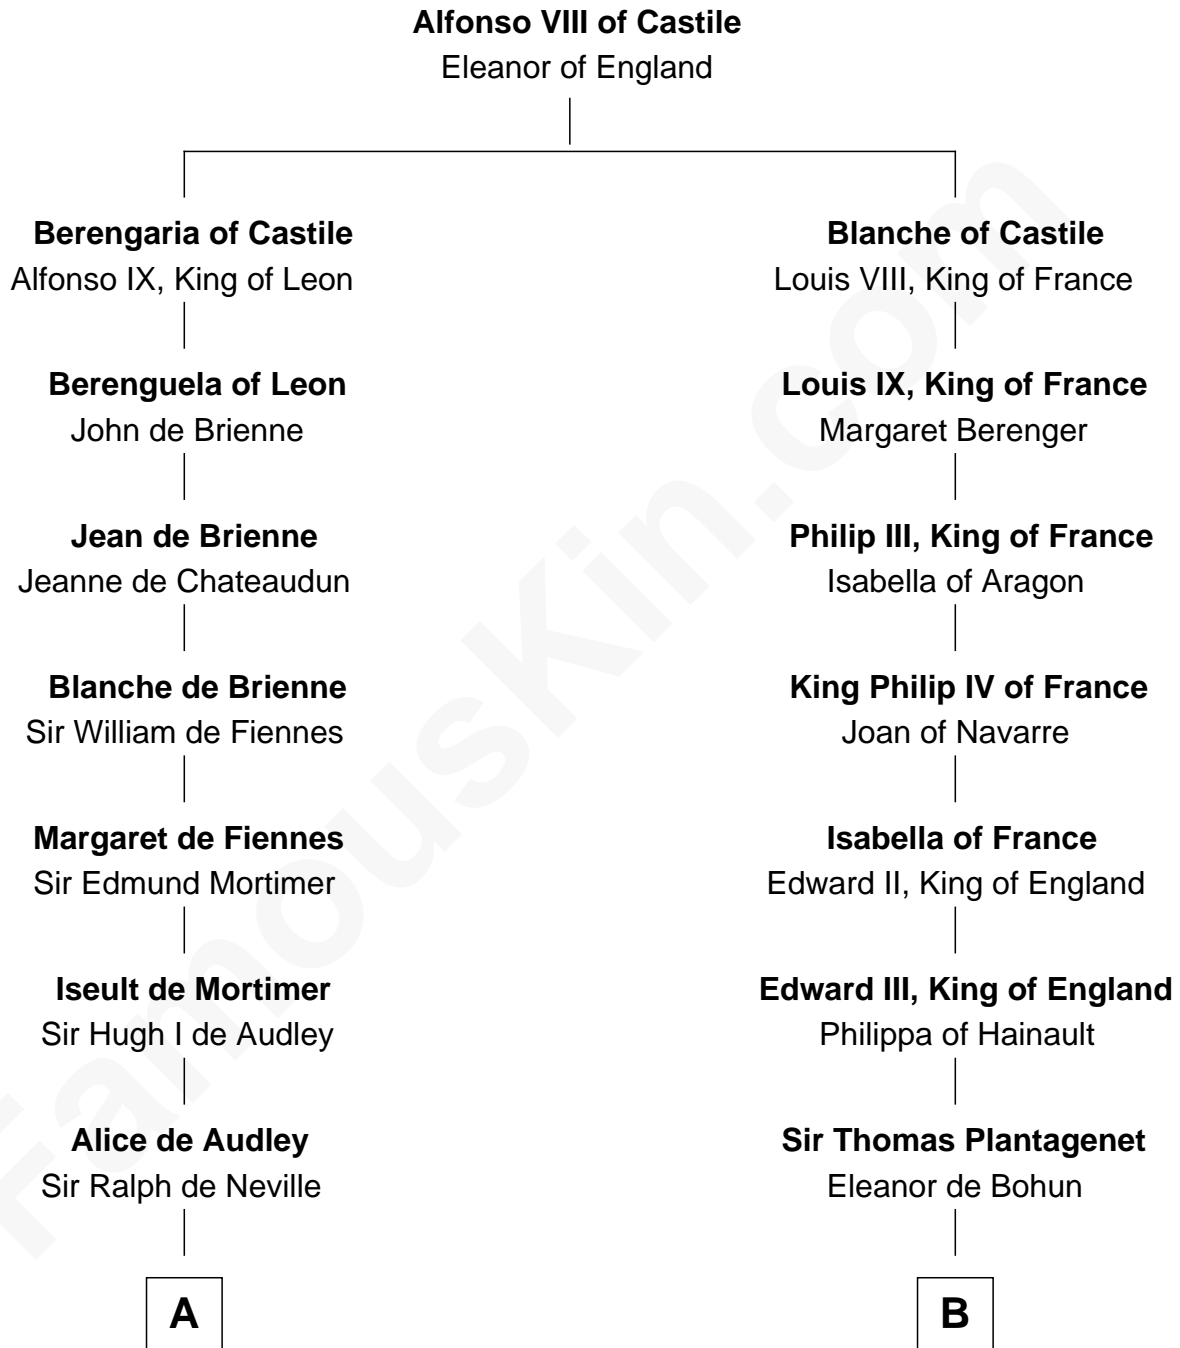 Alfonso VIII of Castile
Eleanor of England
Berengaria of Castile
Alfonso IX, King of Leon
Blanche of Castile
Louis VIII, King of France
Berenguela of Leon
John de Brienne
Louis IX, King of France
Margaret Berenger
Jean de Brienne
Jeanne de Chateaudun
Philip III, King of France
Isabella of Aragon
Blanche de Brienne
Sir William de Fiennes
King Philip IV of France
Joan of Navarre
Margaret de Fiennes
Sir Edmund Mortimer
Isabella of France
Edward II, King of England
Iseult de Mortimer
Sir Hugh I de Audley
Edward III, King of England
Philippa of Hainault
Alice de Audley
Sir Ralph de Neville
Sir Thomas Plantagenet
Eleanor de Bohun
A
B
FamousKin.com